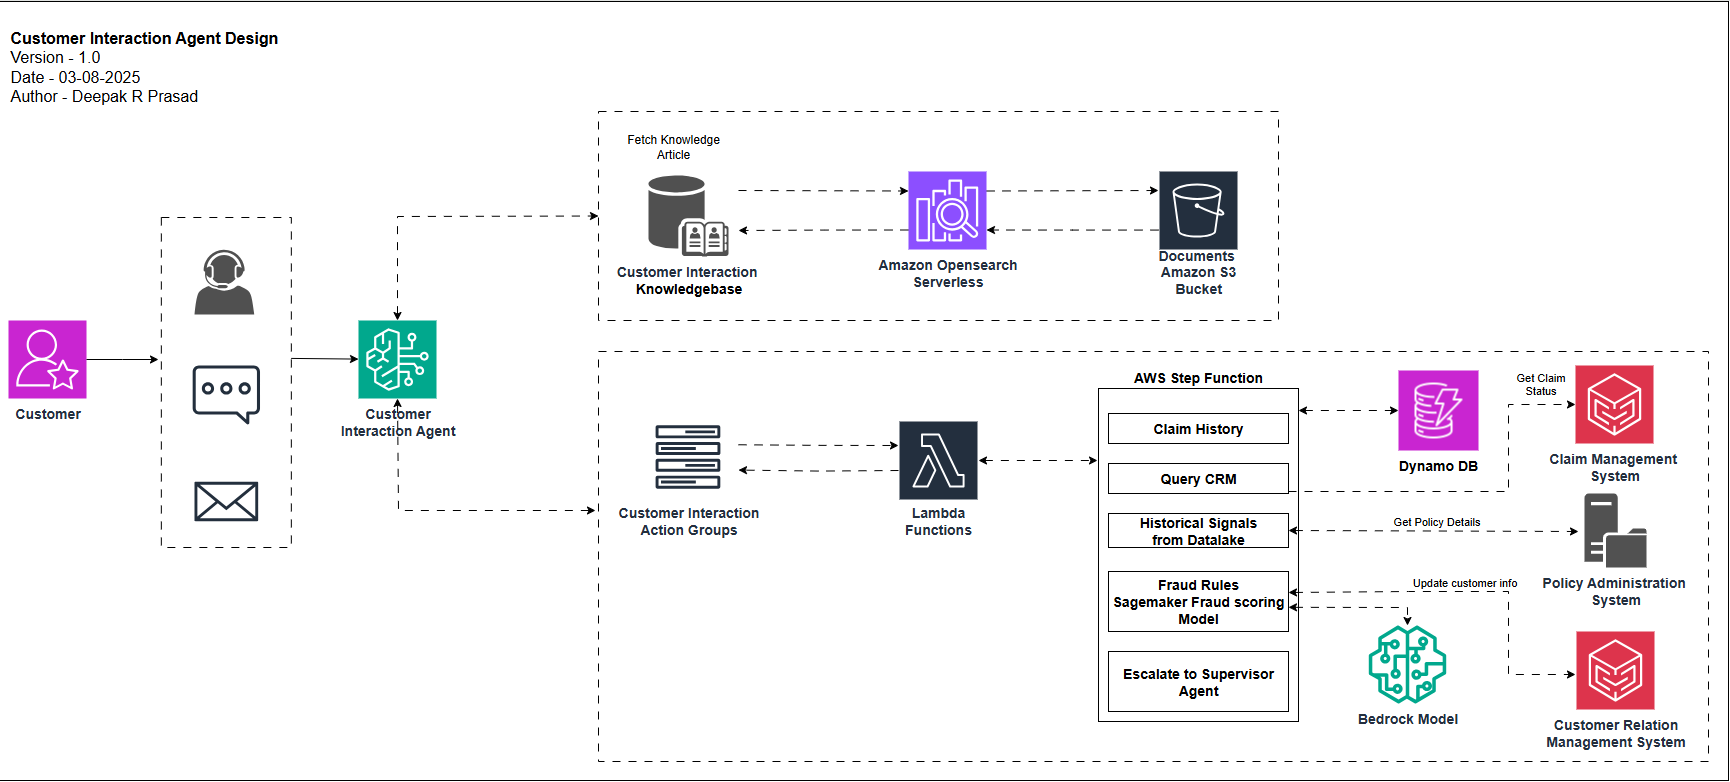 Customer Interaction Agent Design
Version - 1.0
Date - 03-08-2025
Author - Deepak R Prasad
Customer
Customer
Interaction Agent
Fetch Knowledge
Article
Customer Interaction
Knowledgebase
Amazon Opensearch
Serverless
Documents
Amazon S3
Bucket
Customer Interaction
Action Groups
Lambda
Functions
AWS Step Function
Claim History
Query CRM
Historical Signals
from Datalake
Fraud Rules
Sagemaker Fraud scoring
Model
Escalate to Supervisor
Agent
Dynamo DB
Get Claim
Status
Claim Management
System
Get Policy Details
Policy Administration
System
Update customer info
Bedrock Model
Customer Relation
Management System